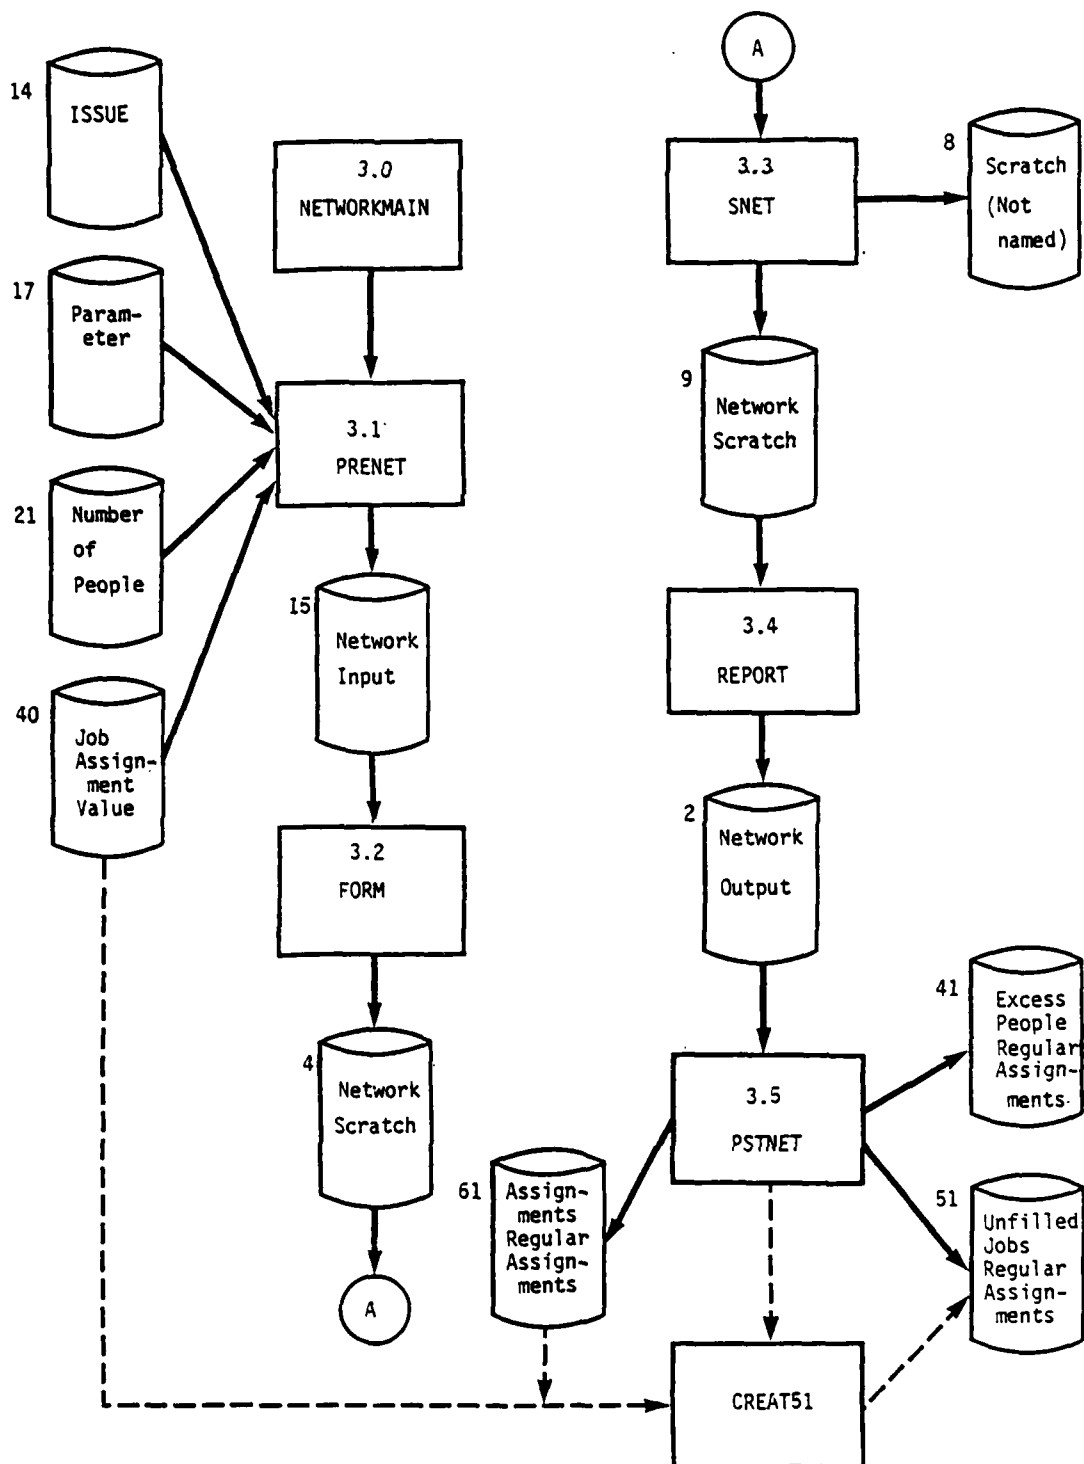 14
ISSUE
17
Param-
eter
21
Number
of
People
40
Job
Assign-
ment
Value
3.0
NETWORKMAIN
3.1
PRENET
15
Network
Input
3.2
FORM
4
Network
Scratch
A
A
3.3
SNET
8
Scratch
(Not
named)
9
Network
Scratch
3.4
REPORT
2
Network
Output
3.5
PSTNET
41
Excess
People
Regular
Assign-
ments
51
Unfilled
Jobs
Regular
Assign-
ments
61
Assign-
ments
Regular
Assign-
ments
CREAT51